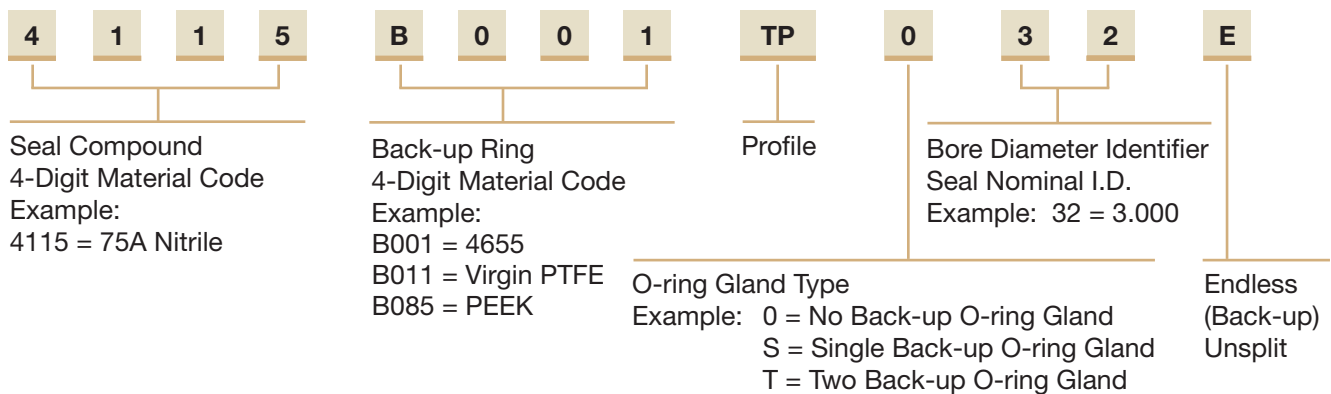 4 1 1 5 B 0 0 1 TP 0 3 2 E
Seal Compound
4-Digit Material Code
Example:
4115 = 75A Nitrile
Back-up Ring
4-Digit Material Code
Example:
B001 = 4655
B011 = Virgin PTFE
B085 = PEEK
Profile
Bore Diameter Identifier
Seal Nominal I.D.
Example: 32 = 3.000
O-ring Gland Type
Example: 0 = No Back-up O-ring Gland
S = Single Back-up O-ring Gland
T = Two Back-up O-ring Gland
Endless
(Back-up)
Unsplit